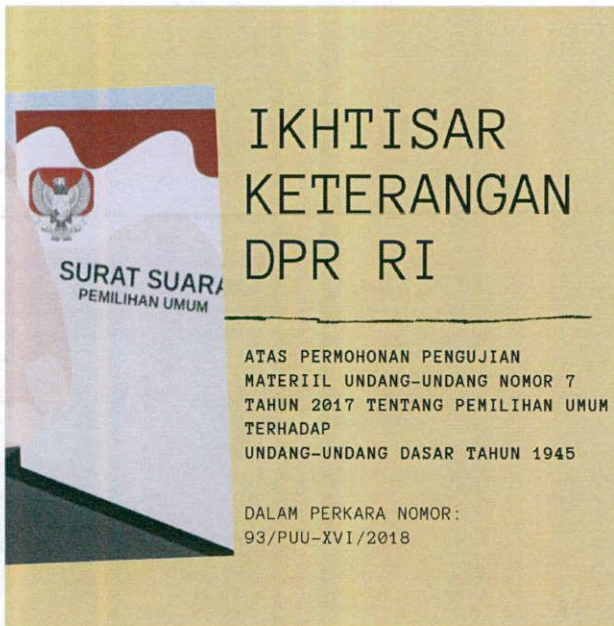 IKHTISAR
KETERANGAN
DPR RI
SURAT SUARA
PEMILIHAN UMUM
ATAS PERMOHONAN PENGUJIAN
MATERIIL UNDANG-UNDANG NOMOR 7
TAHUN 2017 TENTANG PEMILIHAN UMUM
TERHADAP
UNDANG-UNDANG DASAR TAHUN 1945
DALAM PERKARA NOMOR:
93/PUU-XVI/2018